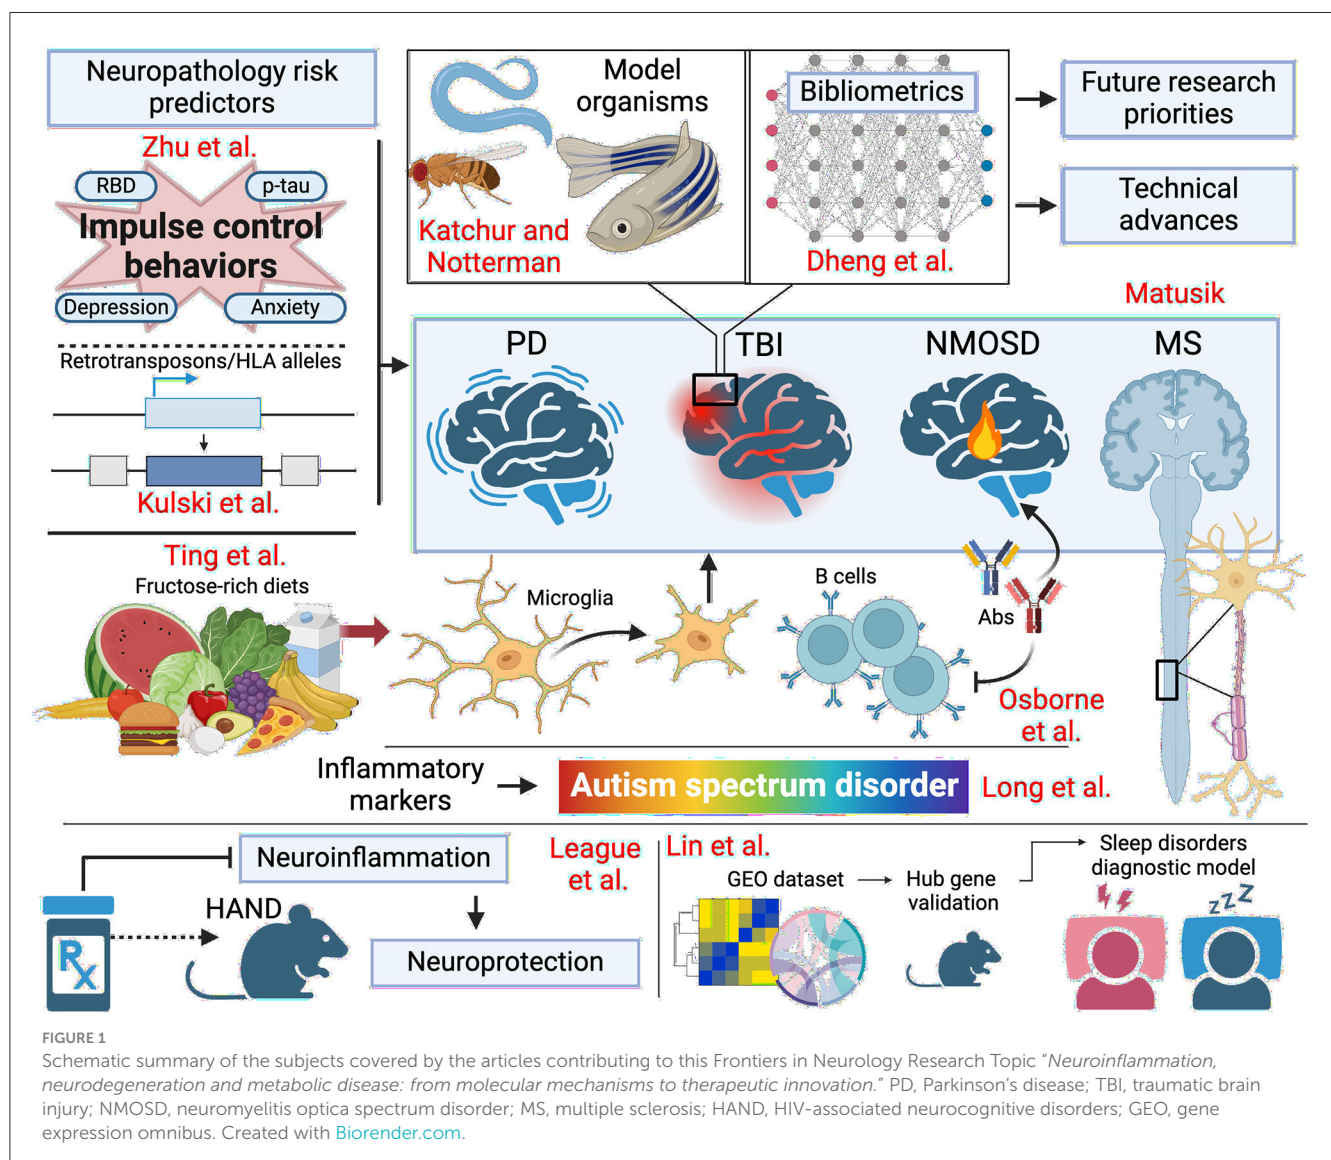 Neuropathology risk
predictors
Zhu et al.
RBD
p-tau
Impulse control
behaviors
Depression
Anxiety
Retrotransposons/HLA alleles
Kulski et al.
Model
organisms
Katchur and
Notterman
Bibliometrics
Dheng et al.
Future research
priorities
Technical
advances
Matusik
PD
TBI
NMOSD
MS
Ting et al.
Fructose-rich diets
Microglia
B cells
Abs
Osborne
et al.
Inflammatory
markers
Autism spectrum disorder
Long et al.
Neuroinflammation
League
et al.
HAND
Rx
Neuroprotection
Lin et al.
GEO dataset
Hub gene
validation
Sleep disorders
diagnostic model
zzZ
FIGURE 1
Schematic summary of the subjects covered by the articles contributing to this Frontiers in Neurology Research Topic "Neuroinflammation,
neurodegeneration and metabolic disease: from molecular mechanisms to therapeutic innovation." PD, Parkinson's disease; TBI, traumatic brain
injury; NMOSD, neuromyelitis optica spectrum disorder; MS, multiple sclerosis; HAND, HIV-associated neurocognitive disorders; GEO, gene
expression omnibus. Created with Biorender.com.